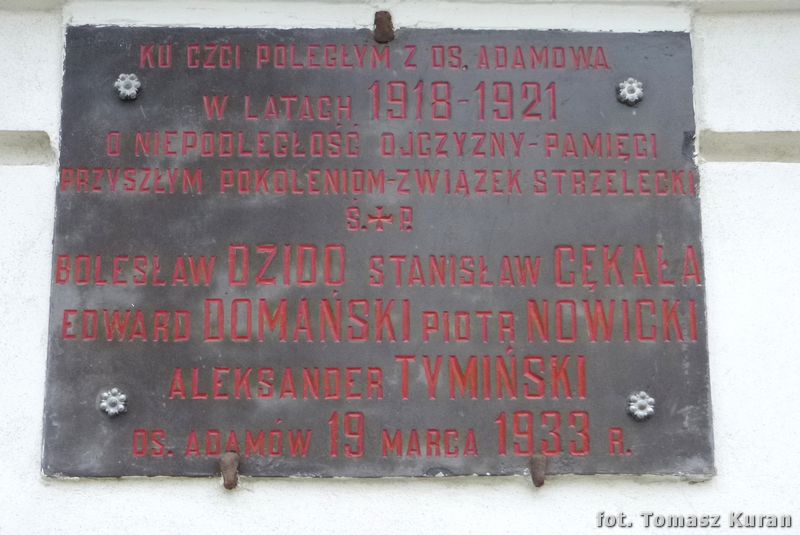 KU CZCI POLEGŁYM Z OS. ADAMOWA
W LATACH 1918-1921
O NIEPODLEGŁOŚĆ OJCZYZNY-PAMIĘCI
PRZYSZŁYM POKOLENIOM-ZWIĄZEK STRZELECKI
Ś.+P.
BOLESŁAW DZIDO STANISŁAW CĘKAŁA
EDWARD DOMAŃSKI PIOTR NOWICKI
ALEKSANDER TYMIŃSKI
OS. ADAMÓW 19 MARCA 1933 R.
fot. Tomasz Kuran